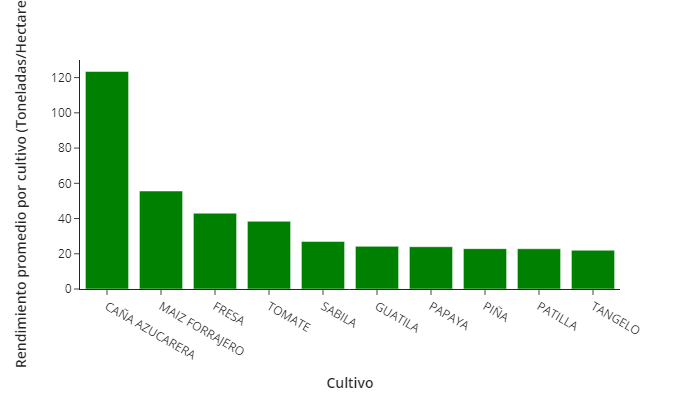 Rendimiento promedio por cultivo (Toneladas/Hectare
120
100
80
60
40
20
0
CAÑA AZUCARERA
MAIZ FORRAJERO
FRESA
TOMATE
SABILA
GUATILA
PAPAYA
PIÑA
PATILLA
TANGELO
Cultivo